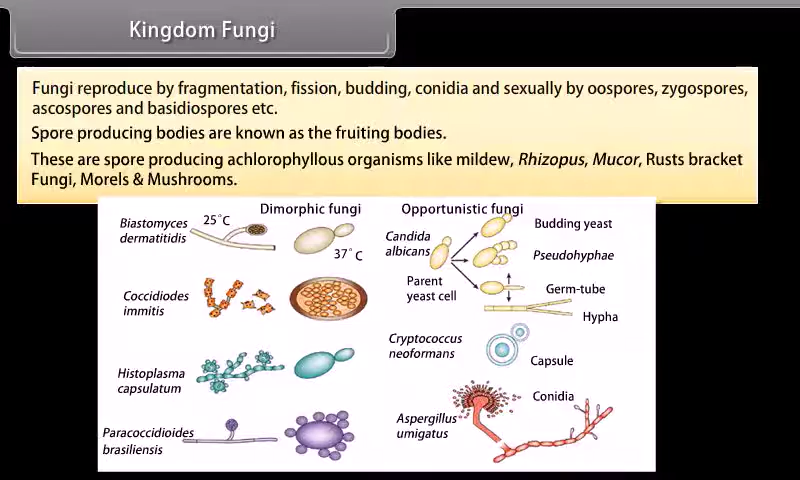 Kingdom Fungi
Fungi reproduce by fragmentation, fission, budding, conidia and sexually by oospores, zygospores,
ascospores and basidiospores etc.
Spore producing bodies are known as the fruiting bodies.
These are spore producing achlorophyllous organisms like mildew, Rhizopus, Mucor, Rusts bracket
Fungi, Morels & Mushrooms.
Dimorphic fungi
Biastomyces
dermatitidis
25°C
37°C
Coccidiodes
immitis
Histoplasma
capsulatum
Paracoccidioides
brasiliensis
Opportunistic fungi
Candida
albicans
Parent
yeast cell
Budding yeast
Pseudohyphae
Germ-tube
Hypha
Cryptococcus
neoformans
Capsule
Aspergillus
umigatus
Conidia